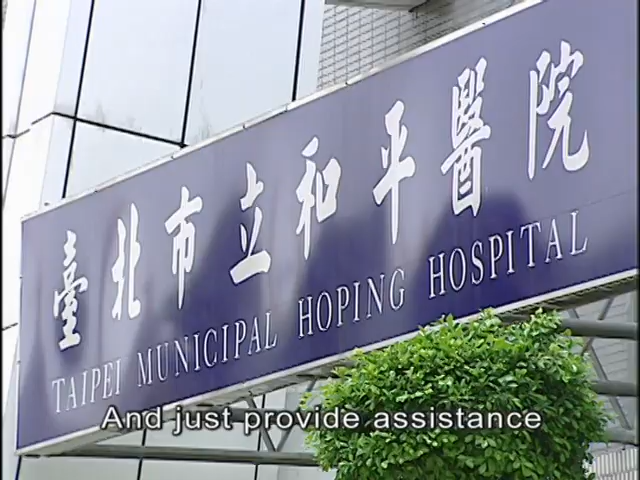 臺北市立和平醫院
TAIPEI MUNICIPAL HOPING HOSPITAL
And just provide assistance